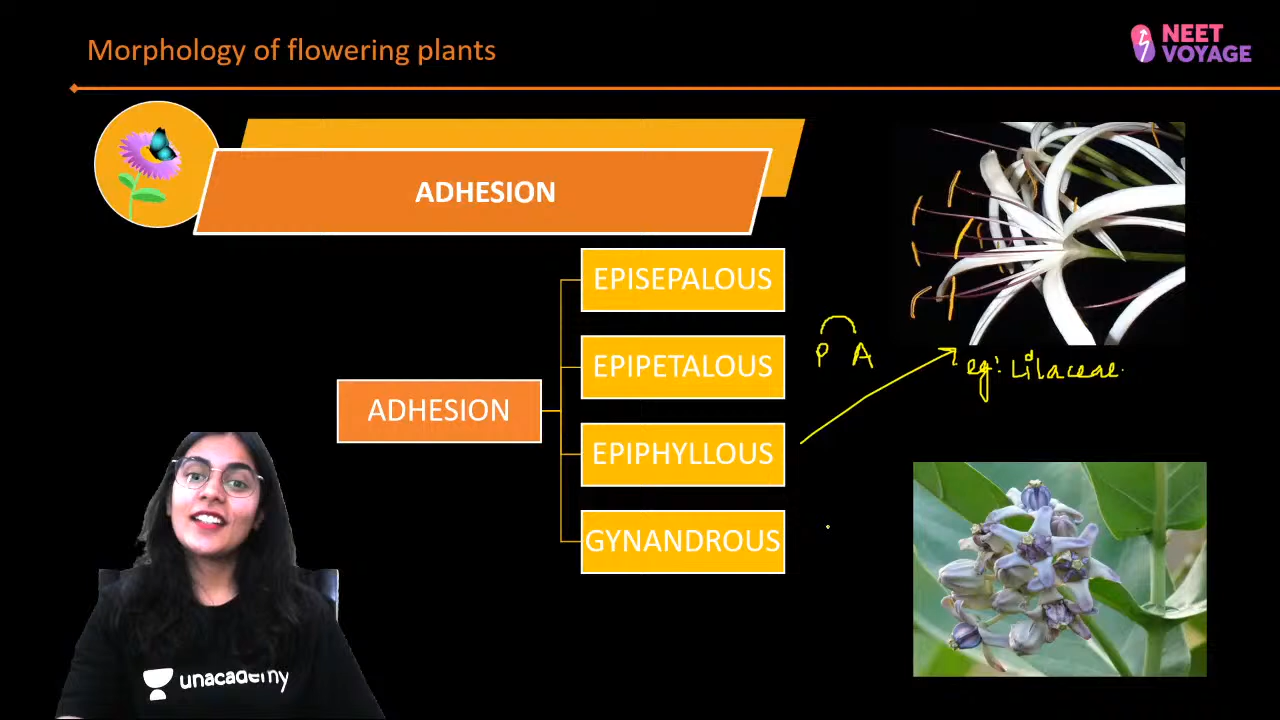 Morphology of flowering plants
NEET
VOYAGE
ADHESION
EPISEPALOUS
EPIPETALOUS
P A
eg: Liliaceae
ADHESION
EPIPHYLLOUS
GYNANDROUS
unacademy